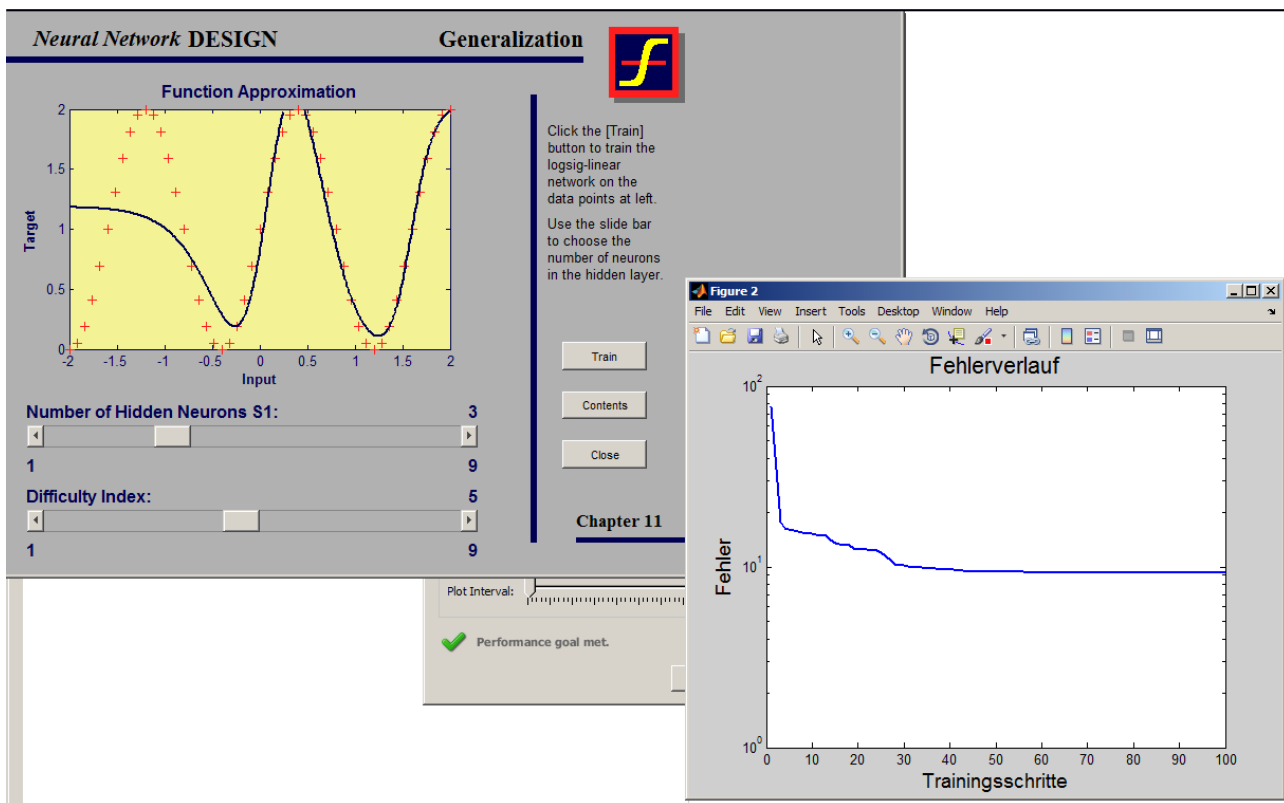 Neural Network DESIGN
Generalization
Function Approximation
2
1.5
1
0.5
0
Target
-2 -1.5 -1 -0.5 0 0.5 1 1.5 2
Input
Click the [Train]
button to train the
logsig-linear
network on the
data points at left.
Use the slide bar
to choose the
number of neurons
in the hidden layer.
Train
Contents
Close
Number of Hidden Neurons S1: 3
1 9
Difficulty Index: 5
1 9
Chapter 11
Plot Interval:
Performance goal met.
Figure 2
File Edit View Insert Tools Desktop Window Help
Fehlerverlauf
10^2
10^1
10^0
Fehler
0 10 20 30 40 50 60 70 80 90 100
Trainingsschritte